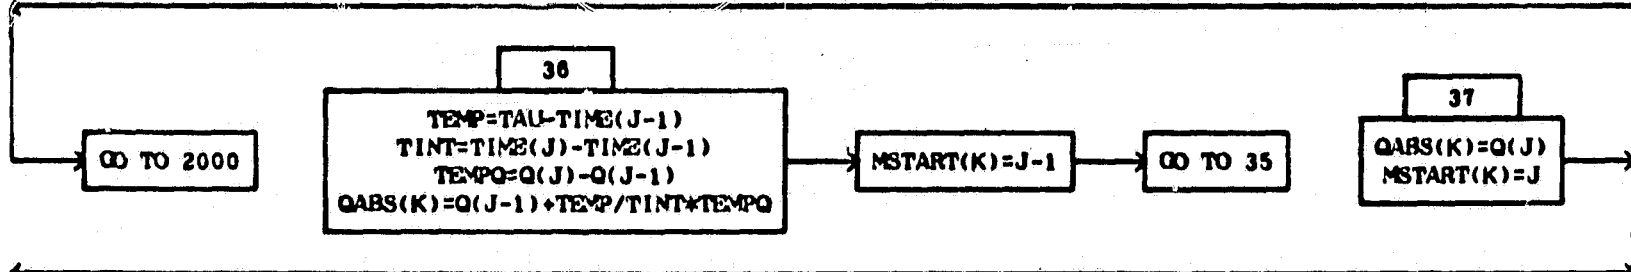 36
37
TEMP=TAU-TIME(J-1)
TINT=TIME(J)-TIME(J-1)
TEMPQ=Q(J)-Q(J-1)
QABS(K)=Q(J-1)+TEMP/TINT*TEMPQ
GO TO 2000
MSTART(K)=J-1
GO TO 35
QABS(K)=Q(J)
MSTART(K)=J